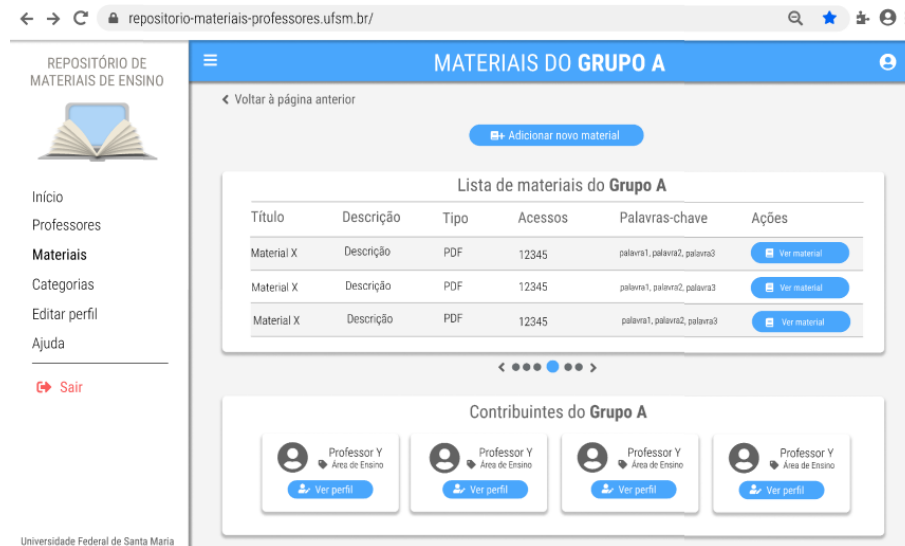 repositorio-materiais-professores.ufsm.br/
REPOSITÓRIO DE
MATERIAIS DE ENSINO
Início
Professores
Materiais
Categorias
Editar perfil
Ajuda
Sair
Universidade Federal de Santa Maria
MATERIAIS DO GRUPO A
Voltar à página anterior
Adicionar novo material
Lista de materiais do Grupo A
Título Descrição Tipo Acessos Palavras-chave Ações
Material X Descrição PDF 12345 palavra1, palavra2, palavra3 Ver material
Material X Descrição PDF 12345 palavra1, palavra2, palavra3 Ver material
Material X Descrição PDF 12345 palavra1, palavra2, palavra3 Ver material
Contribuintes do Grupo A
Professor Y Professor Y Professor Y Professor Y
Área de Ensino Área de Ensino Área de Ensino Área de Ensino
Ver perfil Ver perfil Ver perfil Ver perfil